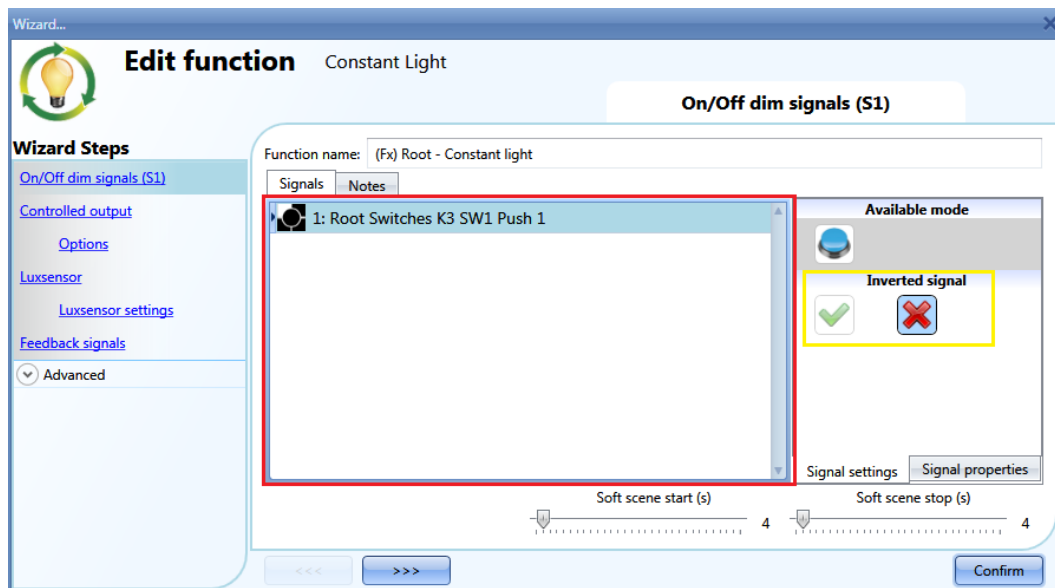 Wizard...
Edit function Constant Light
On/Off dim signals (S1)
Wizard Steps
On/Off dim signals (S1)
Controlled output
Options
Luxsensor
Luxsensor settings
Feedback signals
Advanced
Function name: (Fx) Root - Constant light
Signals Notes
1: Root Switches K3 SW1 Push 1
Available mode
Inverted signal
Signal settings Signal properties
Soft scene start (s) Soft scene stop (s)
4 4
<<< >>> Confirm